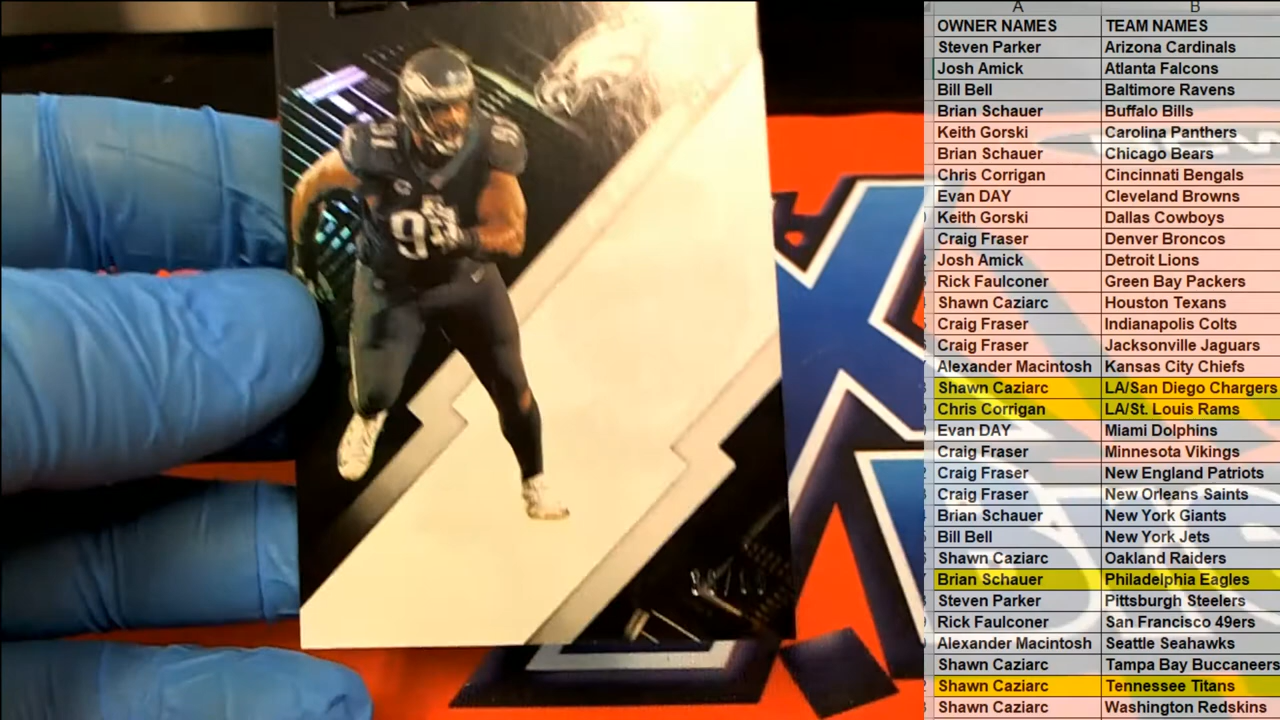 A B
OWNER NAMES TEAM NAMES
Steven Parker Arizona Cardinals
Josh Amick Atlanta Falcons
Bill Bell Baltimore Ravens
Brian Schauer Buffalo Bills
Keith Gorski Carolina Panthers
Brian Schauer Chicago Bears
Chris Corrigan Cincinnati Bengals
Evan DAY Cleveland Browns
Keith Gorski Dallas Cowboys
Craig Fraser Denver Broncos
Josh Amick Detroit Lions
Rick Faulconer Green Bay Packers
Shawn Caziarc Houston Texans
Craig Fraser Indianapolis Colts
Craig Fraser Jacksonville Jaguars
Alexander Macintosh Kansas City Chiefs
Shawn Caziarc LA/San Diego Chargers
Chris Corrigan LA/St. Louis Rams
Evan DAY Miami Dolphins
Craig Fraser Minnesota Vikings
Craig Fraser New England Patriots
Craig Fraser New Orleans Saints
Brian Schauer New York Giants
Bill Bell New York Jets
Shawn Caziarc Oakland Raiders
Brian Schauer Philadelphia Eagles
Steven Parker Pittsburgh Steelers
Rick Faulconer San Francisco 49ers
Alexander Macintosh Seattle Seahawks
Shawn Caziarc Tampa Bay Buccaneers
Shawn Caziarc Tennessee Titans
Shawn Caziarc Washington Redskins
91